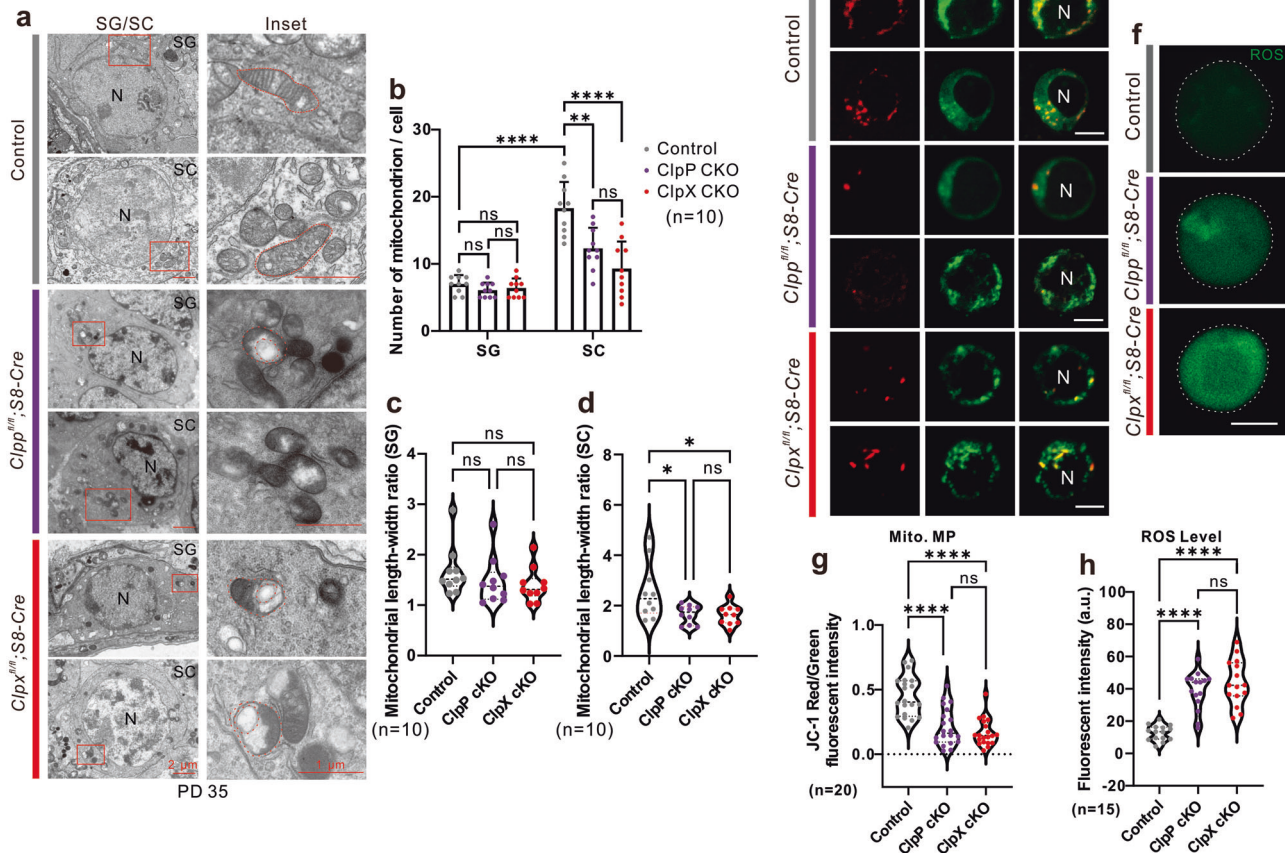 a
SG/SC
Inset
Control
SG
N
SC
N
Clpp^fl/fl;S8-Cre
SG
N
SC
N
Clpx^fl/fl;S8-Cre
SG
N
SC
N
2 μm
1 μm
PD 35
b
Number of mitochondrion / cell
30
20
10
0
SG
SC
****
****
**
ns
ns
ns
ns
Control
ClpP CKO
ClpX CKO
(n=10)
c
Mitochondrial length-width ratio (SG)
4
3
2
1
0
ns
ns
ns
Control
ClpP cKO
ClpX cKO
(n=10)
d
Mitochondrial length-width ratio (SC)
8
6
4
2
0
*
*
ns
Control
ClpP cKO
ClpX cKO
(n=10)
Control
N
N
Clpp^fl/fl;S8-Cre
N
N
Clpx^fl/fl;S8-Cre
N
N
f
ROS
Control
Clpp^fl/fl;S8-Cre
Clpx^fl/fl;S8-Cre
g
Mito. MP
JC-1 Red/Green
fluorescent intensity
1.0
0.5
0.0
****
****
ns
Control
ClpP cKO
ClpX cKO
(n=20)
h
ROS Level
Fluorescent intensity (a.u.)
100
80
60
40
20
0
-20
****
****
ns
Control
ClpP cKO
ClpX cKO
(n=15)